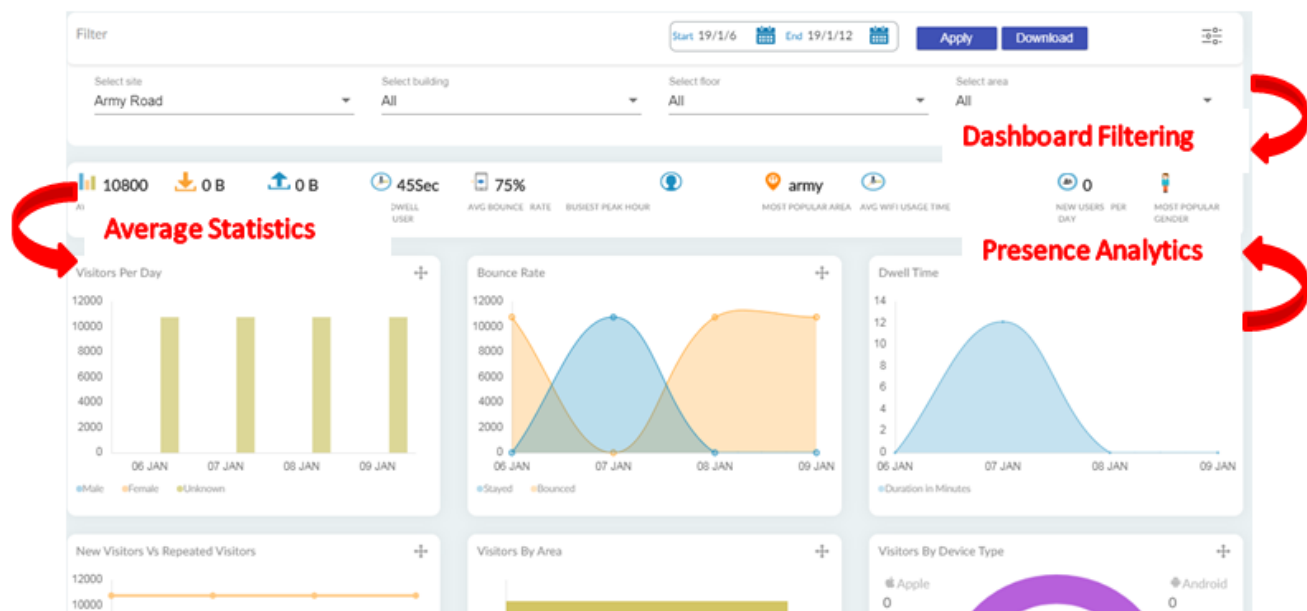 Filter
Start 19/1/6 End 19/1/12 Apply Download
Select site Select building Select floor Select area
Army Road All All All
Dashboard Filtering
10800 0 B 0 B 45Sec 75% army 0
DWELL AVG BOUNCE RATE BUSIEST PEAK HOUR MOST POPULAR AREA AVG WIFI USAGE TIME NEW USERS PER MOST POPULAR
USER DAY GENDER
Average Statistics
Presence Analytics
Visitors Per Day
12000
10000
8000
6000
4000
2000
0
06 JAN 07 JAN 08 JAN 09 JAN
Male Female Unknown
Bounce Rate
12000
10000
8000
6000
4000
2000
0
06 JAN 07 JAN 08 JAN 09 JAN
Stayed Bounced
Dwell Time
14
12
10
8
6
4
2
0
06 JAN 07 JAN 08 JAN 09 JAN
Duration in Minutes
New Visitors Vs Repeated Visitors
12000
10000
Visitors By Area
Visitors By Device Type
Apple Android
0 0